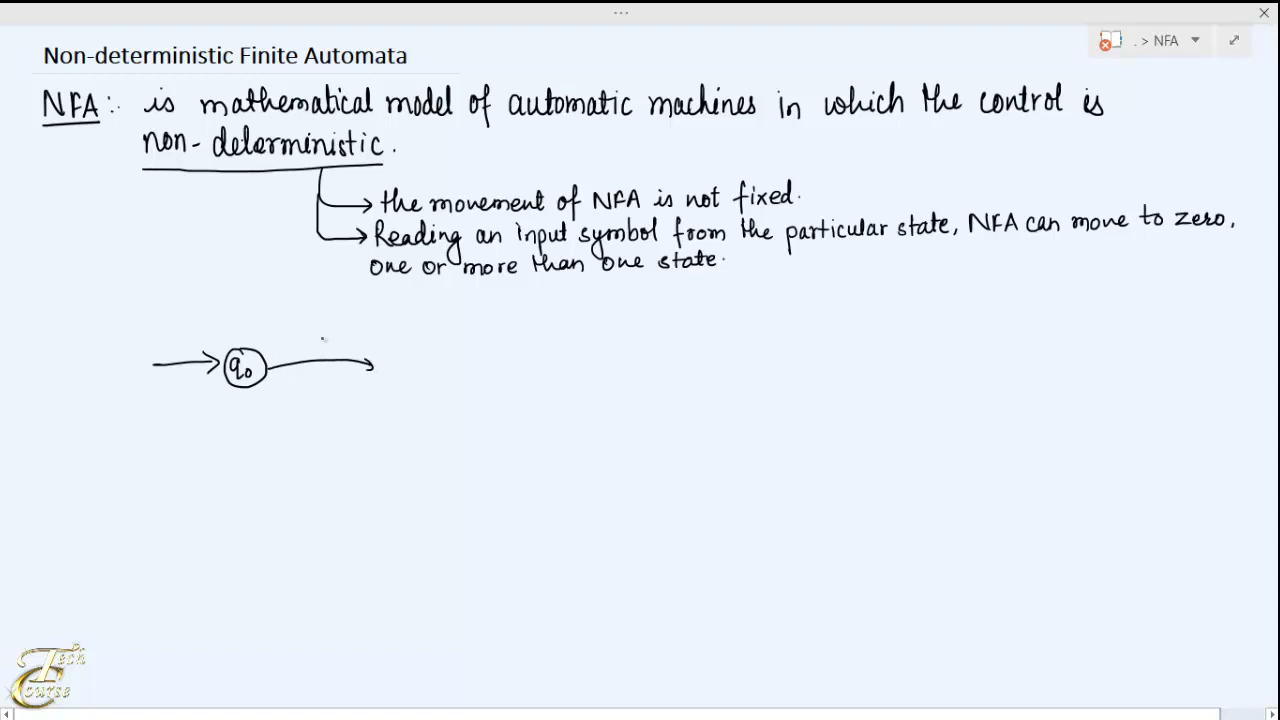 . > NFA
Non-deterministic Finite Automata
NFA :- is mathematical model of automatic machines in which the control is
non-deterministic.
the movement of NFA is not fixed.
Reading an input symbol from the particular state, NFA can move to zero,
one or more than one state.
q0
Tech
Course